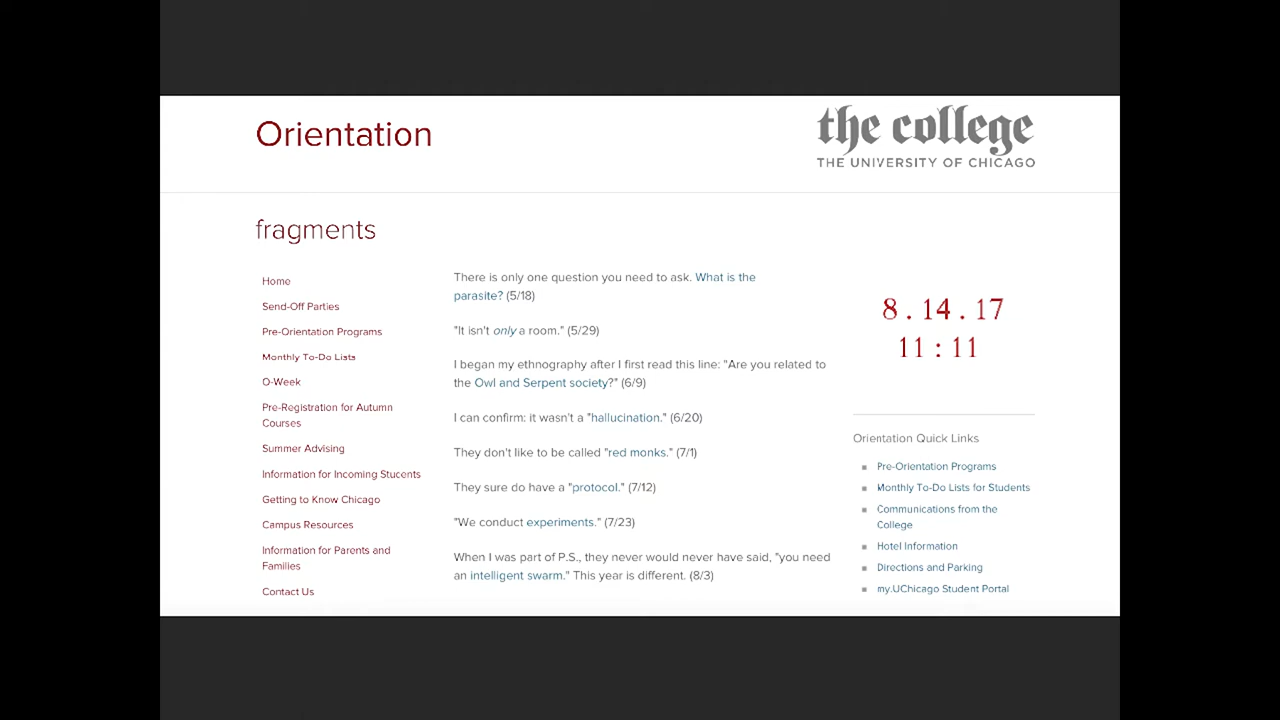 Orientation
the college
THE UNIVERSITY OF CHICAGO
fragments
Home
Send-Off Parties
Pre-Orientation Programs
Monthly To-Do Lists
O-Week
Pre-Registration for Autumn
Courses
Summer Advising
Information for Incoming Students
Getting to Know Chicago
Campus Resources
Information for Parents and
Families
Contact Us
There is only one question you need to ask. What is the
parasite? (5/18)
"It isn't only a room." (5/29)
I began my ethnography after I first read this line: "Are you related to
the Owl and Serpent society?" (6/9)
I can confirm: it wasn't a "hallucination." (6/20)
They don't like to be called "red monks." (7/1)
They sure do have a "protocol." (7/12)
"We conduct experiments." (7/23)
When I was part of P.S., they never would never have said, "you need
an intelligent swarm." This year is different. (8/3)
8 . 14 . 17
11 : 11
Orientation Quick Links
Pre-Orientation Programs
Monthly To-Do Lists for Students
Communications from the
College
Hotel Information
Directions and Parking
my.UChicago Student Portal